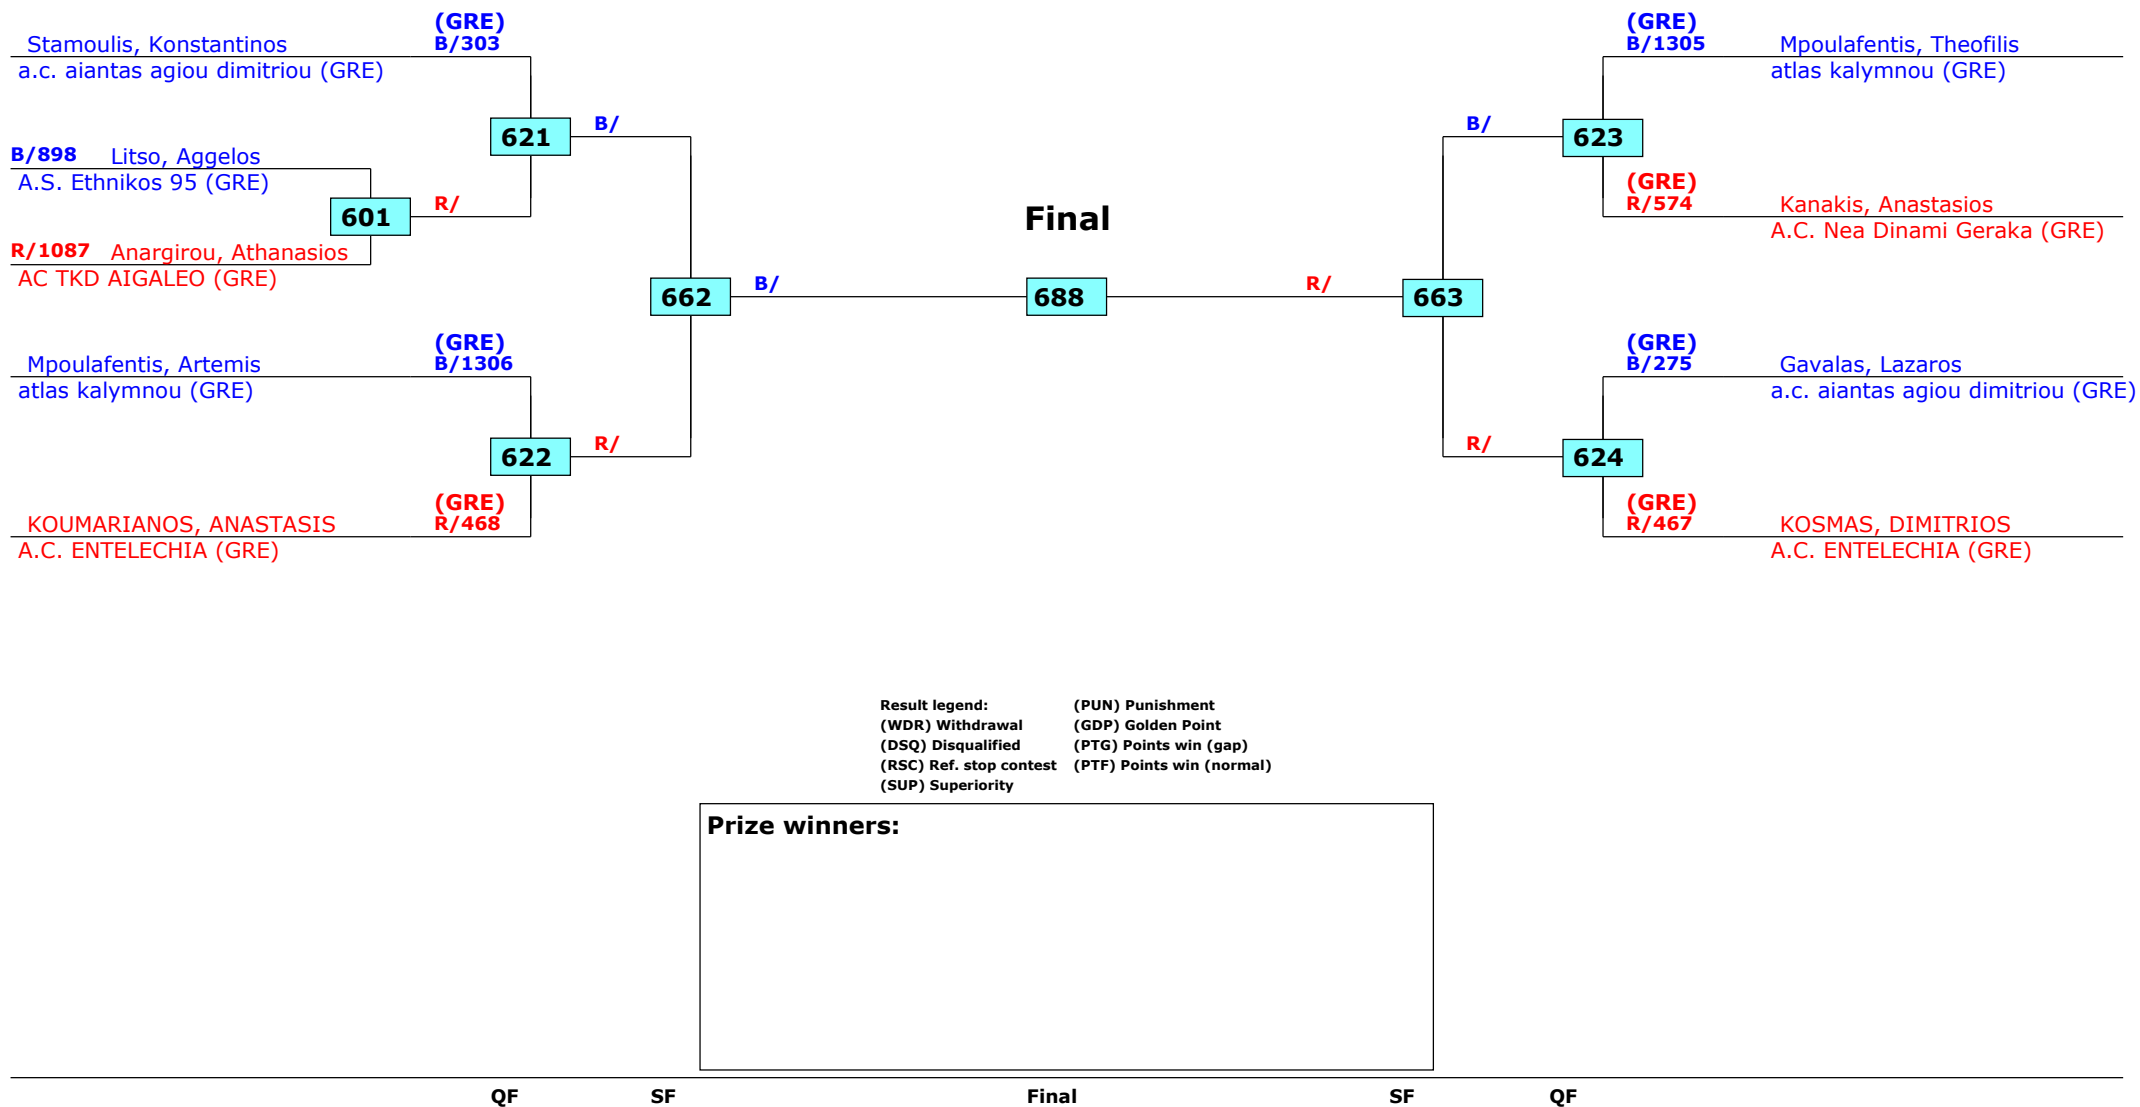 (GRE)
B/303
Stamoulis, Konstantinos
a.c. aiantas agiou dimitriou (GRE)
621
B/
B/898 Litso, Aggelos
A.S. Ethnikos 95 (GRE)
601
R/
R/1087 Anargirou, Athanasios
AC TKD AIGALEO (GRE)
662
B/
(GRE)
B/1306
Mpoulafentis, Artemis
atlas kalymnou (GRE)
622
R/
(GRE)
R/468
KOUMARIANOS, ANASTASIS
A.C. ENTELECHIA (GRE)
Final
688
(GRE)
B/1305 Mpoulafentis, Theofilis
atlas kalymnou (GRE)
B/
623
(GRE)
R/574 Kanakis, Anastasios
A.C. Nea Dinami Geraka (GRE)
R/
663
(GRE)
B/275 Gavalas, Lazaros
a.c. aiantas agiou dimitriou (GRE)
R/
624
(GRE)
R/467 KOSMAS, DIMITRIOS
A.C. ENTELECHIA (GRE)
Result legend:
(WDR) Withdrawal
(DSQ) Disqualified
(RSC) Ref. stop contest
(SUP) Superiority
(PUN) Punishment
(GDP) Golden Point
(PTG) Points win (gap)
(PTF) Points win (normal)
Prize winners:
QF SF Final SF QF